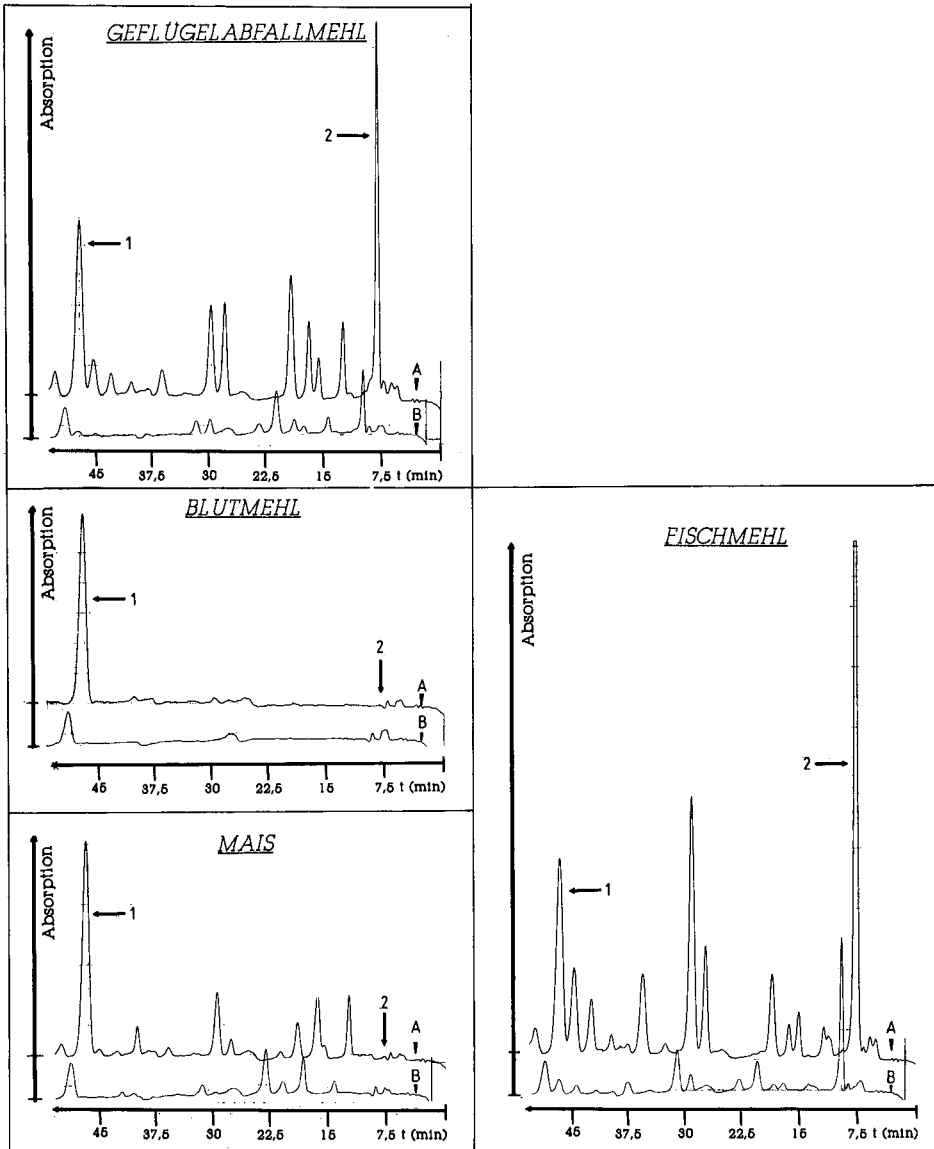 GEFLÜGELABFALLMEHL
Absorption
2
1
A
B
45 37,5 30 22,5 15 7,5 t (min)
BLUTMEHL
Absorption
1
2
A
B
45 37,5 30 22,5 15 7,5 t (min)
MAIS
Absorption
1
2
A
B
45 37,5 30 22,5 15 7,5 t (min)
FISCHMEHL
Absorption
2
1
A
B
45 37,5 30 22,5 15 7,5 t (min)